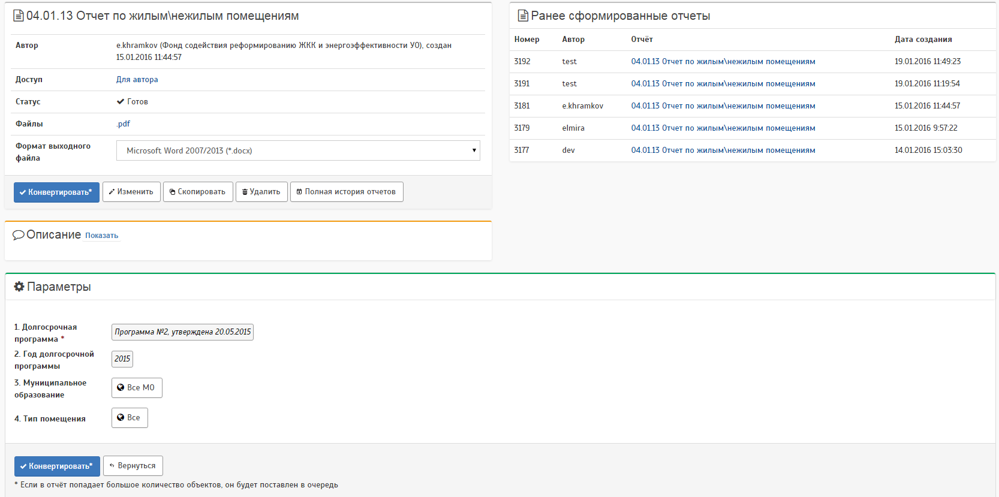 04.01.13 Отчет по жилым\нежилым помещениям
Автор
e.khramkov (Фонд содействия реформированию ЖКК и энергоэффективности УО), создан
15.01.2016 11:44:57
Доступ
Для автора
Статус
Готов
Файлы
.pdf
Формат выходного
файла
Microsoft Word 2007/2013 (*.docx)
Конвертировать*
Изменить
Скопировать
Удалить
Полная история отчетов
Ранее сформированные отчеты
Номер Автор Отчёт Дата создания
3192 test 04.01.13 Отчет по жилым\нежилым помещениям 19.01.2016 11:49:23
3191 test 04.01.13 Отчет по жилым\нежилым помещениям 19.01.2016 11:19:54
3181 e.khramkov 04.01.13 Отчет по жилым\нежилым помещениям 15.01.2016 11:44:57
3179 elmira 04.01.13 Отчет по жилым\нежилым помещениям 15.01.2016 9:57:22
3177 dev 04.01.13 Отчет по жилым\нежилым помещениям 14.01.2016 15:03:30
Описание Показать
Параметры
1. Долгосрочная
программа *
Программа №2, утверждена 20.05.2015
2. Год долгосрочной
программы
2015
3. Муниципальное
образование
Все МО
4. Тип помещения
Все
Конвертировать*
Вернуться
* Если в отчёт попадает большое количество объектов, он будет поставлен в очередь